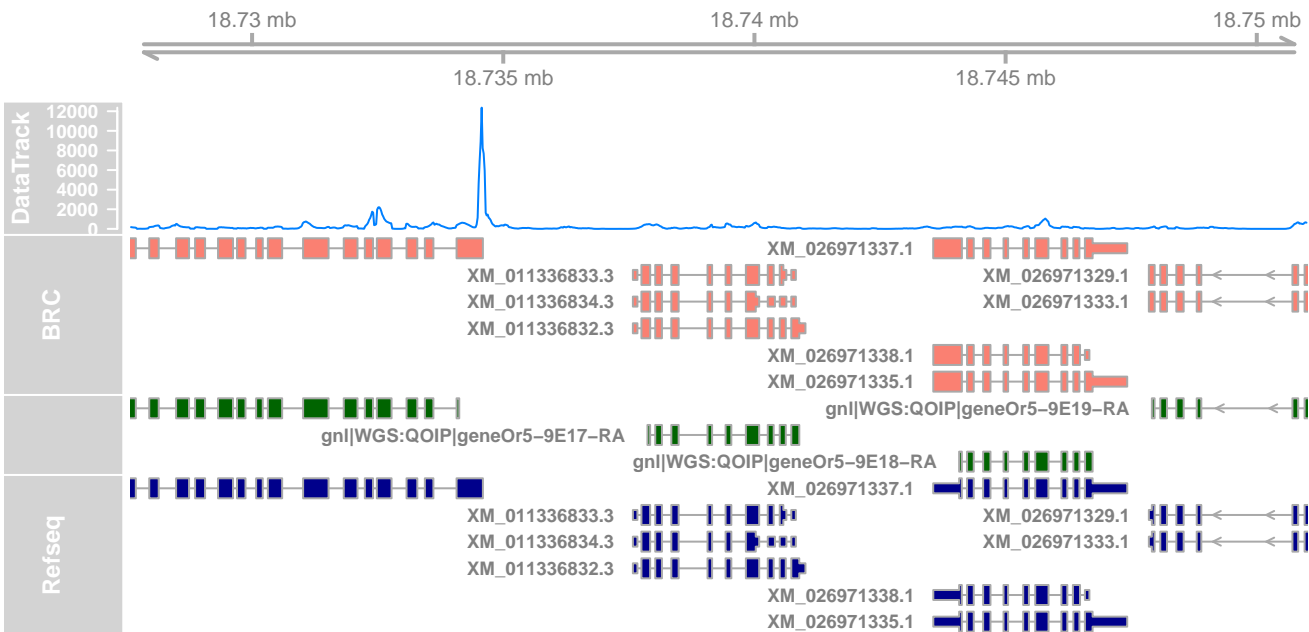 18.73 mb 18.74 mb 18.75 mb
18.735 mb 18.745 mb
DataTrack
12000
10000
8000
6000
4000
2000
0
BRC
XM_026971337.1
XM_011336833.3 XM_026971329.1
XM_011336834.3 XM_026971333.1
XM_011336832.3
XM_026971338.1
XM_026971335.1
gnl|WGS:QOIP|geneOr5−9E19−RA
gnl|WGS:QOIP|geneOr5−9E17−RA
gnl|WGS:QOIP|geneOr5−9E18−RA
Refseq
XM_026971337.1
XM_011336833.3 XM_026971329.1
XM_011336834.3 XM_026971333.1
XM_011336832.3
XM_026971338.1
XM_026971335.1